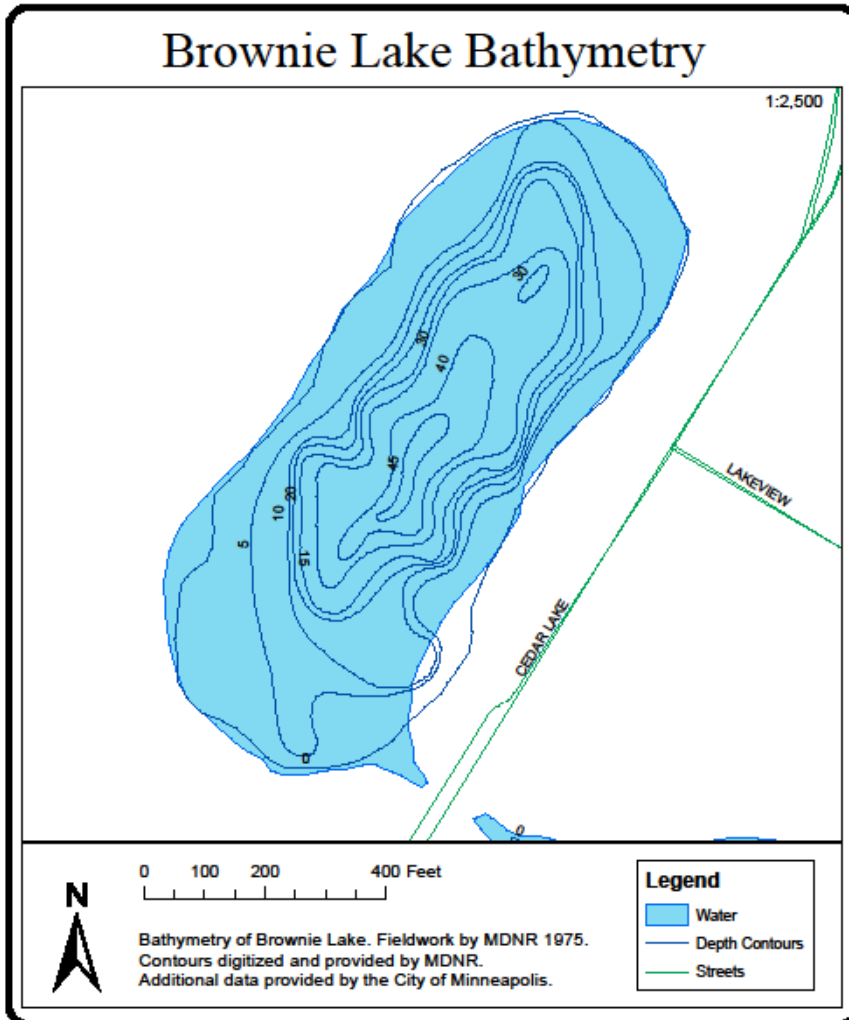 Brownie Lake Bathymetry
1:2,500
30
30
40
45
20
10
15
5
0
LAKEVIEW
CEDAR LAKE
0
0 100 200 400 Feet
N
Bathymetry of Brownie Lake. Fieldwork by MDNR 1975.
Contours digitized and provided by MDNR.
Additional data provided by the City of Minneapolis.
Legend
Water
Depth Contours
Streets